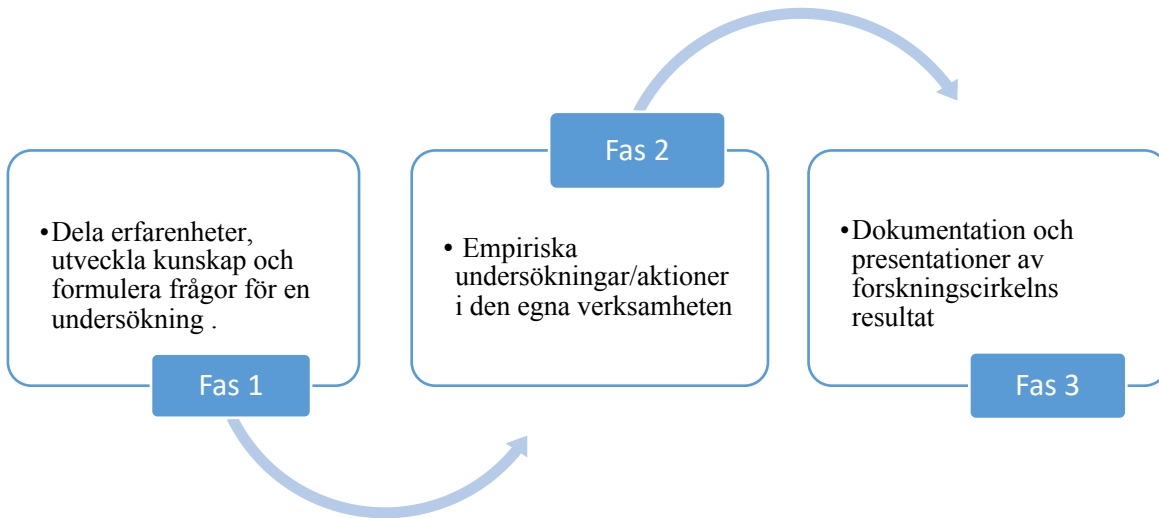 •Dela erfarenheter,
utveckla kunskap och
formulera frågor för en
undersökning .
Fas 1
Fas 2
• Empiriska
undersökningar/aktioner
i den egna verksamheten
•Dokumentation och
presentationer av
forskningscirkelns
resultat
Fas 3